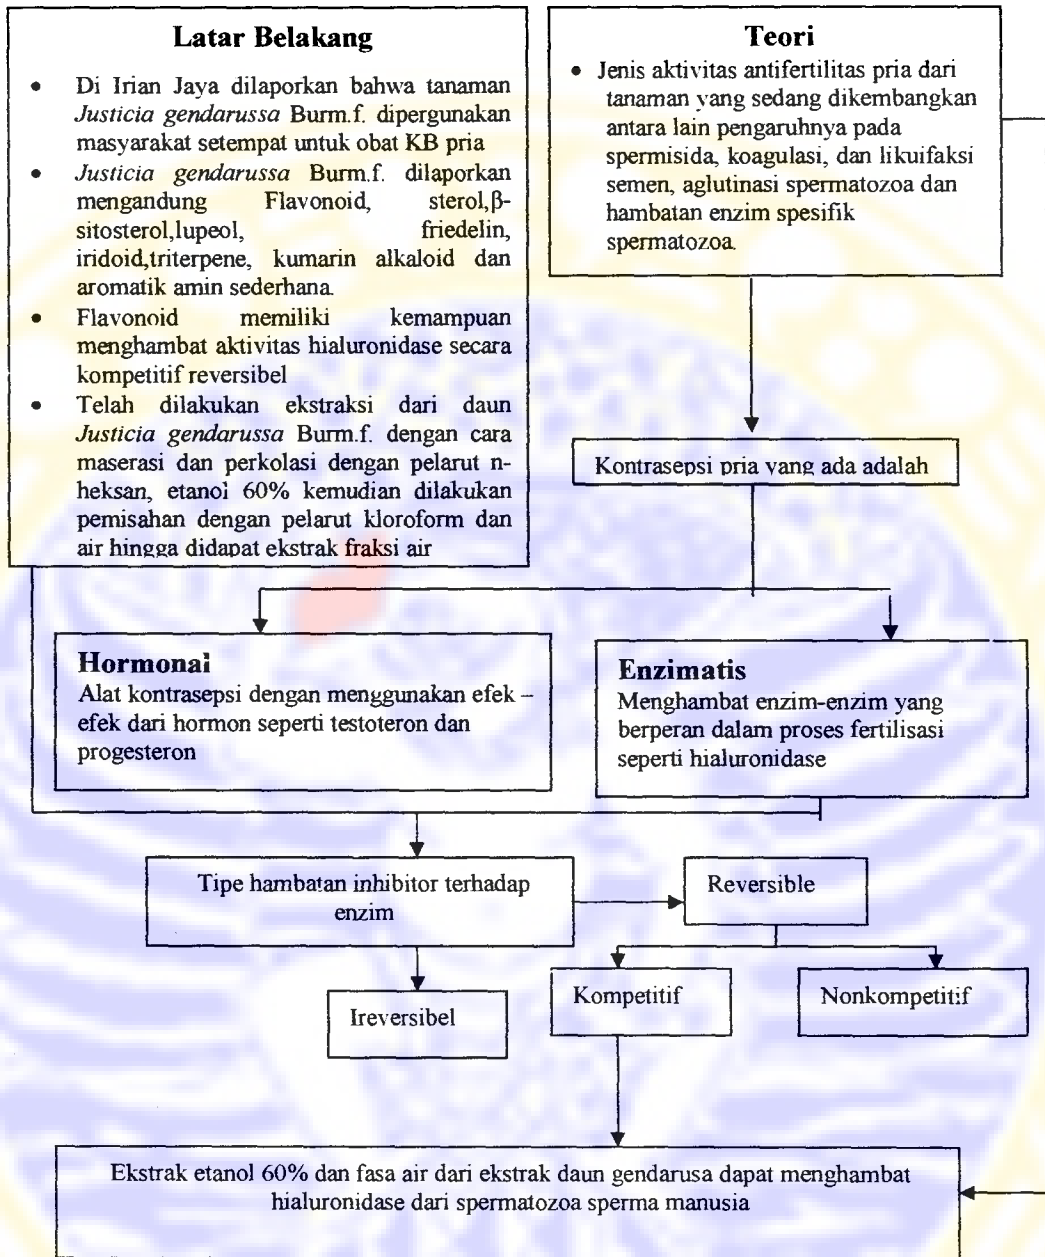 Latar Belakang
• Di Irian Jaya dilaporkan bahwa tanaman
Justicia gendarussa Burm.f. dipergunakan
masyarakat setempat untuk obat KB pria
• Justicia gendarussa Burm.f. dilaporkan
mengandung Flavonoid, sterol,β-
sitosterol,lupeol, friedelin,
iridoid,triterpene, kumarin alkaloid dan
aromatik amin sederhana.
• Flavonoid memiliki kemampuan
menghambat aktivitas hialuronidase secara
kompetitif reversibel
• Telah dilakukan ekstraksi dari daun
Justicia gendarussa Burm.f. dengan cara
maserasi dan perkolasi dengan pelarut n-
heksan, etanol 60% kemudian dilakukan
pemisahan dengan pelarut kloroform dan
air hingga didapat ekstrak fraksi air
Teori
• Jenis aktivitas antifertilitas pria dari
tanaman yang sedang dikembangkan
antara lain pengaruhnya pada
spermisida, koagulasi, dan likuifaksi
semen, aglutinasi spermatozoa dan
hambatan enzim spesifik
spermatozoa.
Kontrasepsi pria yang ada adalah
Hormonal
Alat kontrasepsi dengan menggunakan efek –
efek dari hormon seperti testoteron dan
progesteron
Enzimatis
Menghambat enzim-enzim yang
berperan dalam proses fertilisasi
seperti hialuronidase
Tipe hambatan inhibitor terhadap
enzim
Reversible
Ireversibel
Kompetitif
Nonkompetitif
Ekstrak etanol 60% dan fasa air dari ekstrak daun gendarusa dapat menghambat
hialuronidase dari spermatozoa sperma manusia